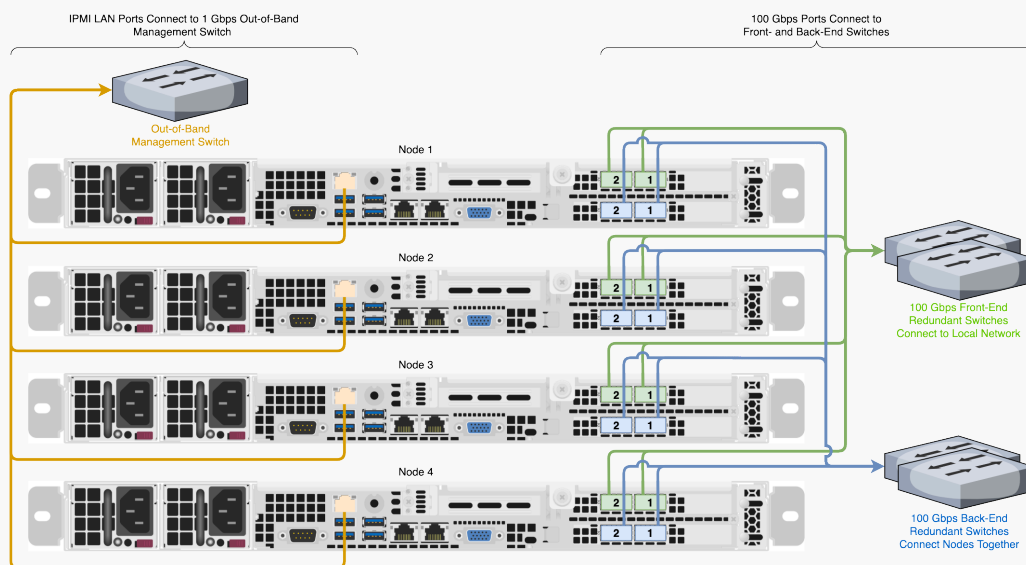 IPMI LAN Ports Connect to 1 Gbps Out-of-Band
Management Switch
100 Gbps Ports Connect to
Front- and Back-End Switches
Out-of-Band
Management Switch
Node 1
2 1
2 1
Node 2
2 1
2 1
100 Gbps Front-End
Redundant Switches
Connect to Local Network
Node 3
2 1
2 1
Node 4
2 1
2 1
100 Gbps Back-End
Redundant Switches
Connect Nodes Together